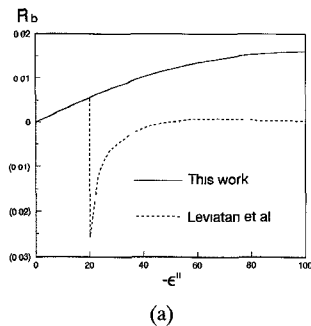 Rb
0 02
0 01
0
(0 01)
(0 02)
(0 03)
This work
Leviatan et al
0 20 40 60 80 100
-ϵ"
(a)